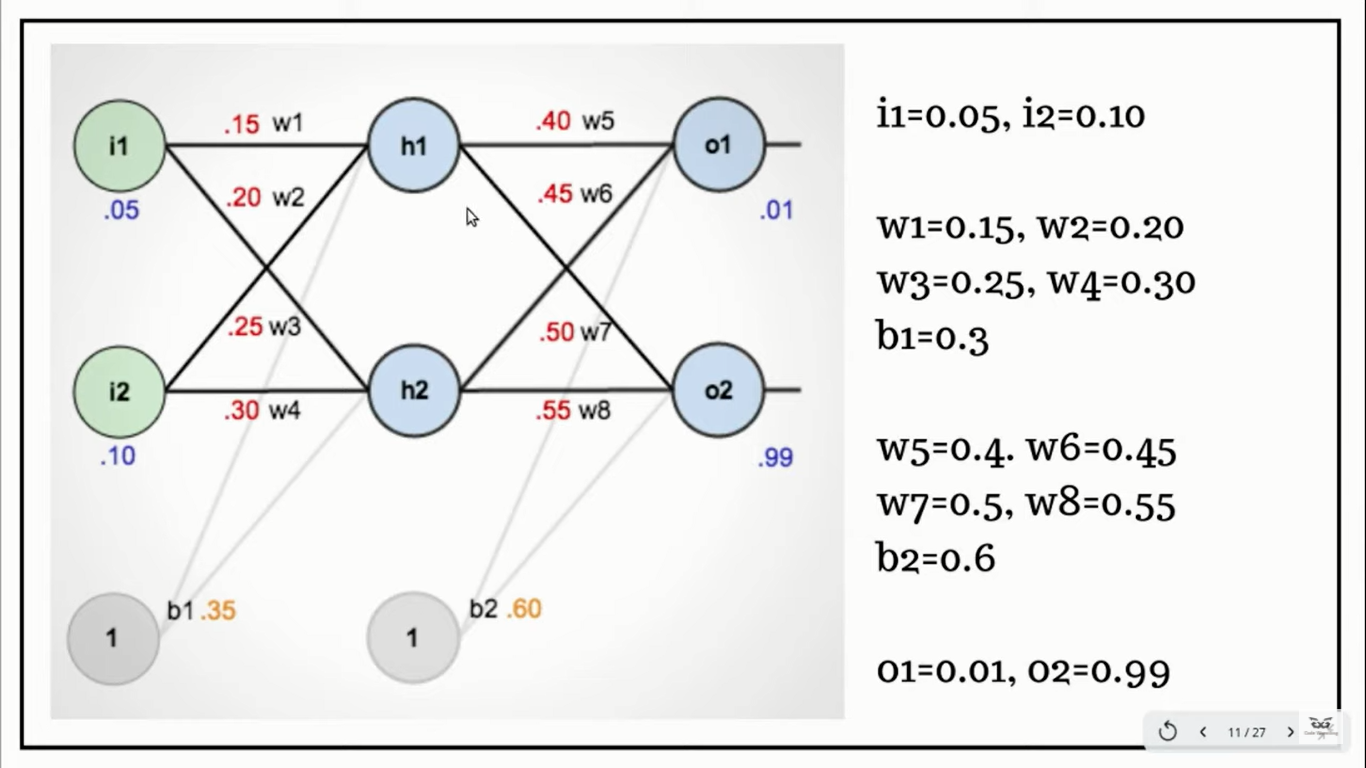 i1
.05
.15 w1
.20 w2
h1
.40 w5
.45 w6
o1
.01
i2
.10
.25 w3
.30 w4
h2
.50 w7
.55 w8
o2
.99
1
b1 .35
1
b2 .60
i1=0.05, i2=0.10
w1=0.15, w2=0.20
w3=0.25, w4=0.30
b1=0.3
w5=0.4. w6=0.45
w7=0.5, w8=0.55
b2=0.6
o1=0.01, o2=0.99
11 / 27